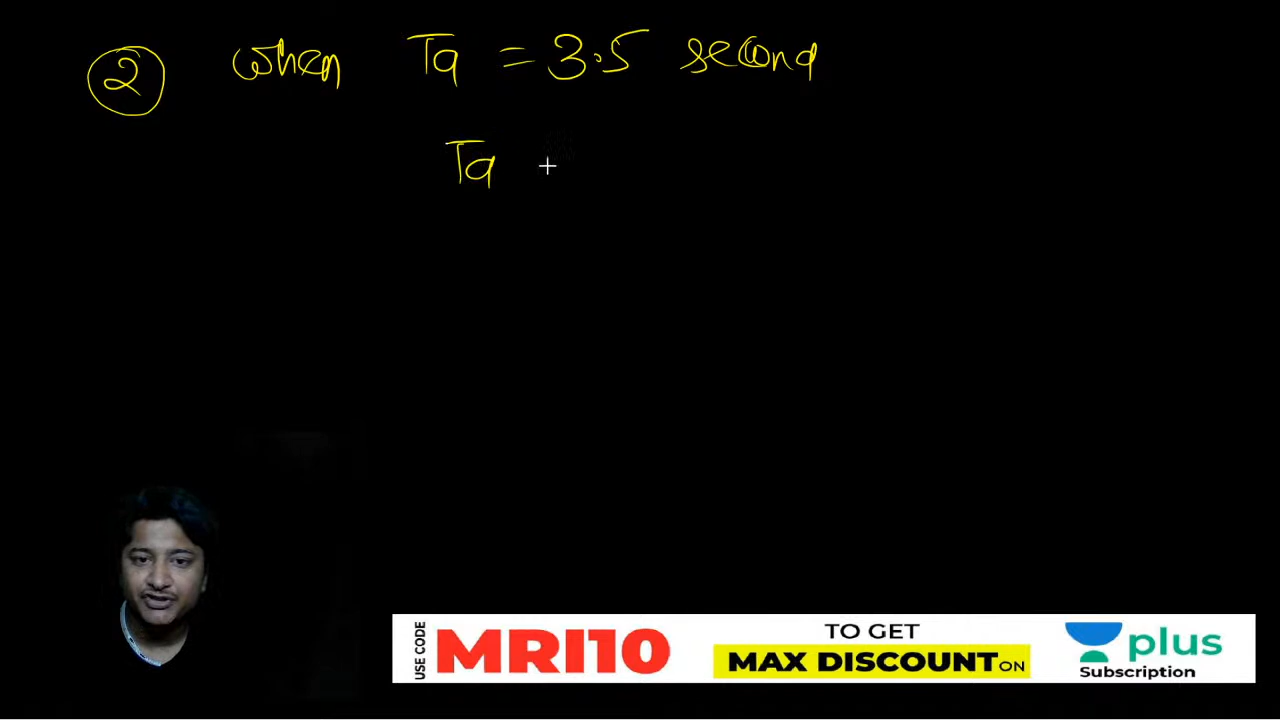 2 when Ta = 3.5 second
Ta
USE CODE
MRI10
TO GET
MAX DISCOUNT ON
plus
Subscription